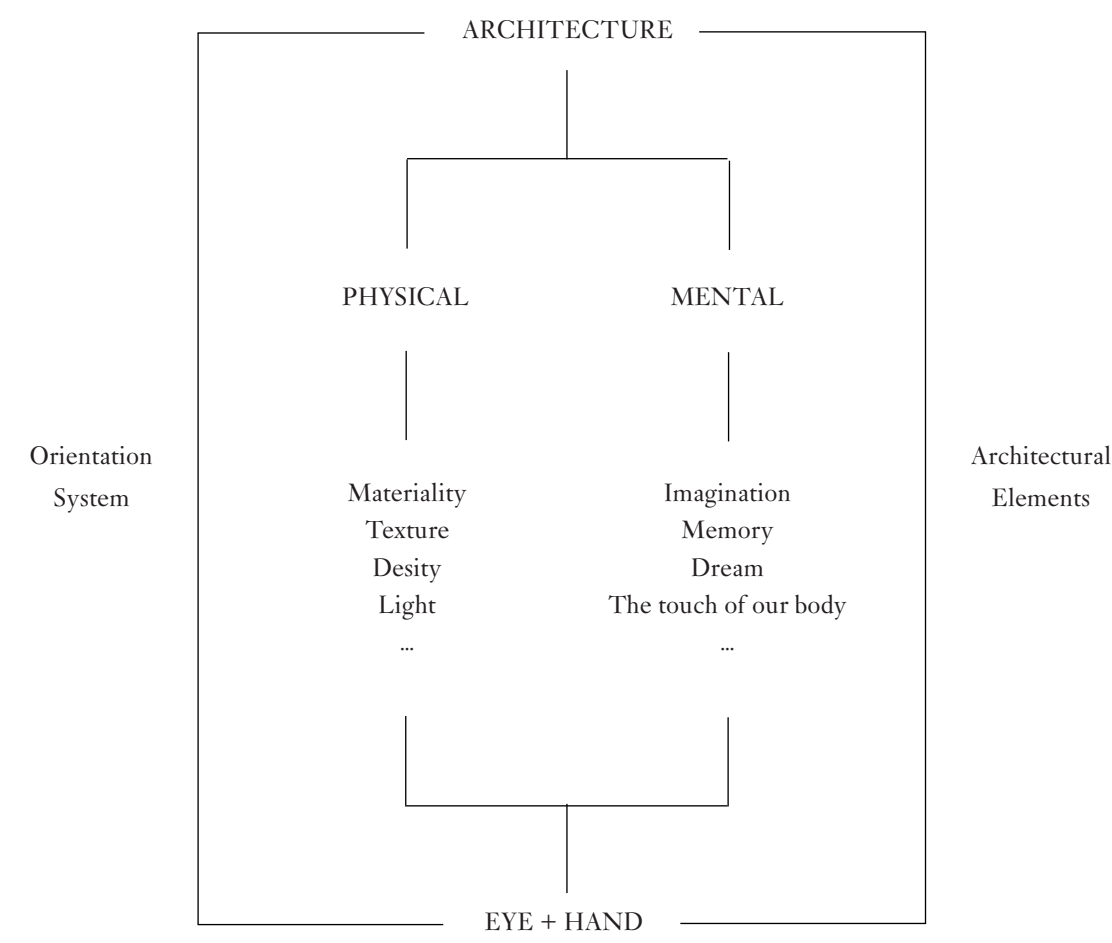 ARCHITECTURE
PHYSICAL
MENTAL
Orientation
System
Architectural
Elements
Materiality
Texture
Desity
Light
...
Imagination
Memory
Dream
The touch of our body
...
EYE + HAND